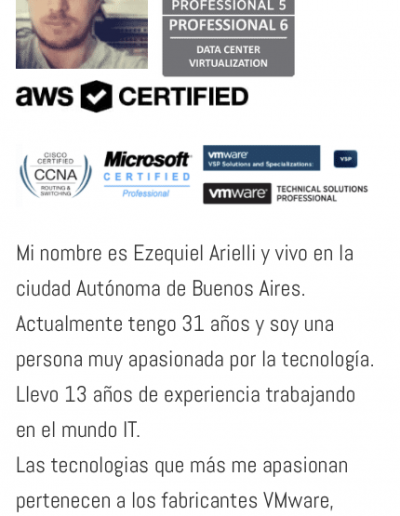 PROFESSIONAL 5
PROFESSIONAL 6
DATA CENTER
VIRTUALIZATION
aws CERTIFIED
CISCO
CERTIFIED
CCNA
ROUTING &
SWITCHING
Microsoft
CERTIFIED
Professional
vmware
VSP Solutions and Specializations:
VSP
vmware
TECHNICAL SOLUTIONS
PROFESSIONAL
Mi nombre es Ezequiel Arielli y vivo en la
ciudad Autónoma de Buenos Aires.
Actualmente tengo 31 años y soy una
persona muy apasionada por la tecnología.
Llevo 13 años de experiencia trabajando
en el mundo IT.
Las tecnologias que más me apasionan
pertenecen a los fabricantes VMware,